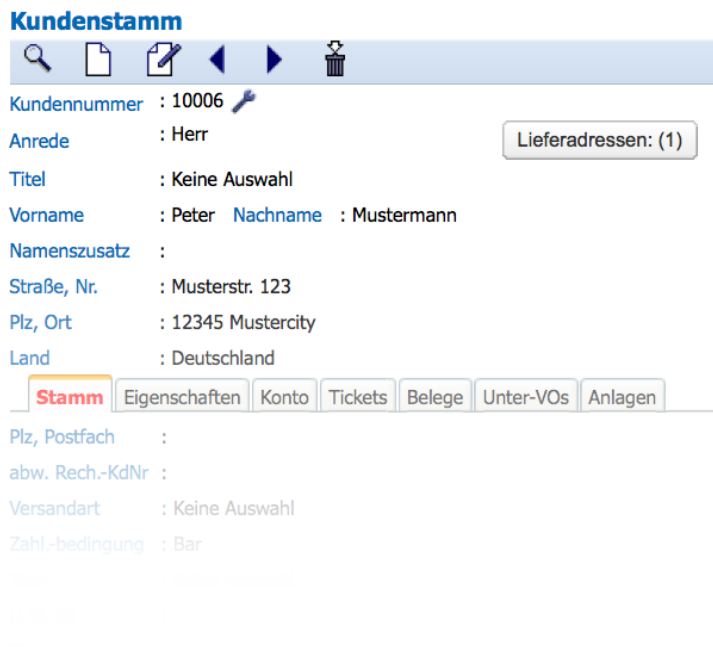 Kundenstamm
Kundennummer : 10006
Anrede : Herr
Lieferadressen: (1)
Titel : Keine Auswahl
Vorname : Peter Nachname : Mustermann
Namenszusatz :
Straße, Nr. : Musterstr. 123
Plz, Ort : 12345 Mustercity
Land : Deutschland
Stamm Eigenschaften Konto Tickets Belege Unter-VOs Anlagen
Plz, Postfach :
abw. Rech.-KdNr :
Versandart : Keine Auswahl
Zahl.-bedingung : Bar